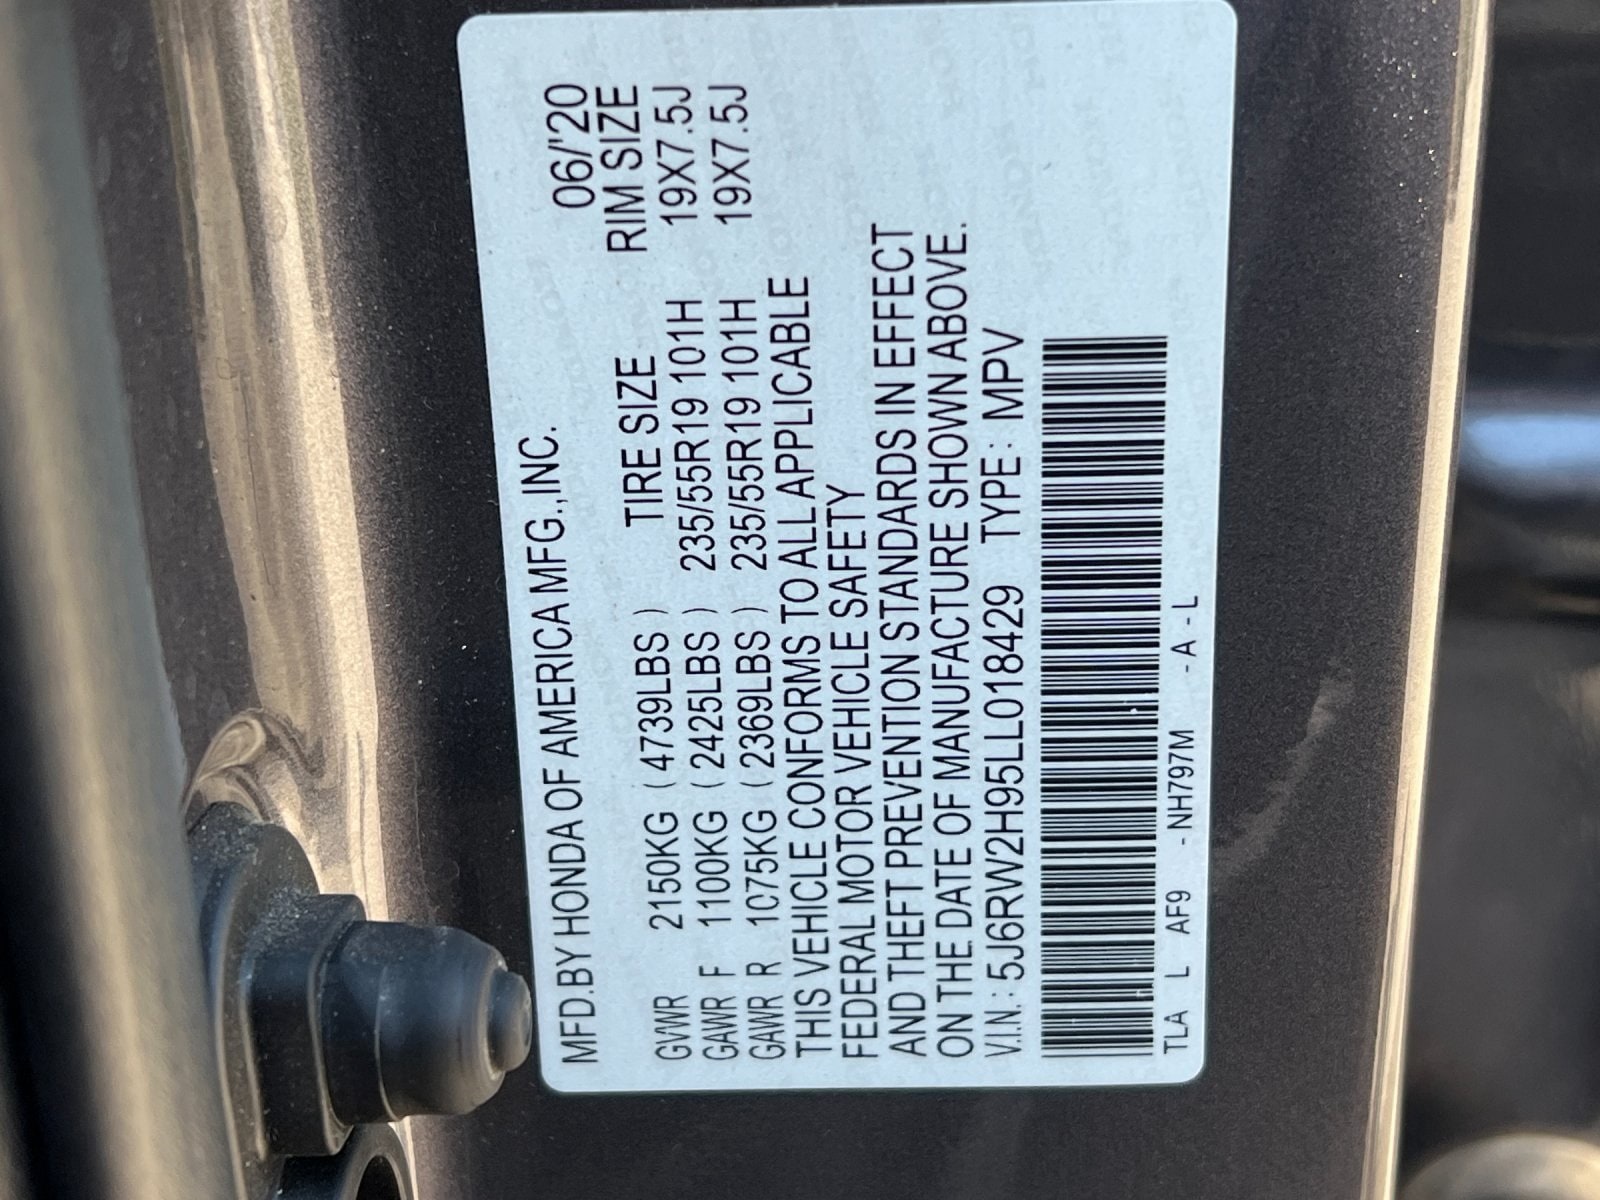 MFD.BY HONDA OF AMERICA MFG.,INC. 06/'20
TIRE SIZE RIM SIZE
GVWR 2150KG ( 4739LBS ) 
GAWR F 1100KG ( 2425LBS ) 235/55R19 101H 19X7.5J
GAWR R 1075KG ( 2369LBS ) 235/55R19 101H 19X7.5J
THIS VEHICLE CONFORMS TO ALL APPLICABLE
FEDERAL MOTOR VEHICLE SAFETY
AND THEFT PREVENTION STANDARDS IN EFFECT
ON THE DATE OF MANUFACTURE SHOWN ABOVE.
V.I.N.: 5J6RW2H95LL018429 TYPE: MPV
TLA L AF9 - NH797M - A - L